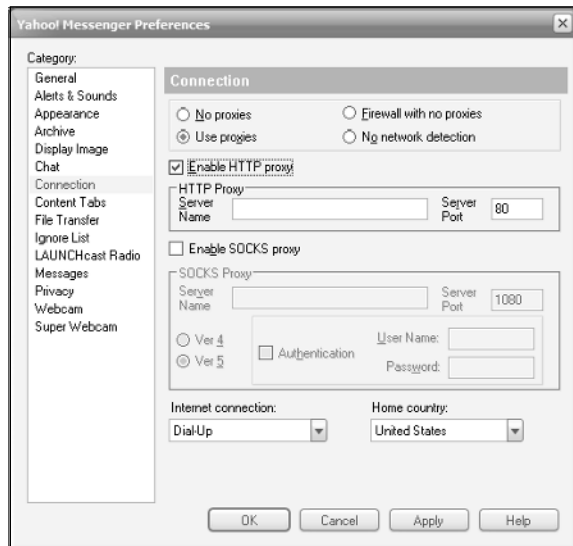 Yahoo! Messenger Preferences
Category:
General
Alerts & Sounds
Appearance
Archive
Display Image
Chat
Connection
Content Tabs
File Transfer
Ignore List
LAUNCHcast Radio
Messages
Privacy
Webcam
Super Webcam
Connection
No proxies
Firewall with no proxies
Use proxies
No network detection
Enable HTTP proxy
HTTP Proxy
Server Name
Server Port
80
Enable SOCKS proxy
SOCKS Proxy
Server Name
Server Port
1080
Ver 4
Ver 5
Authentication
User Name:
Password:
Internet connection:
Dial-Up
Home country:
United States
OK
Cancel
Apply
Help